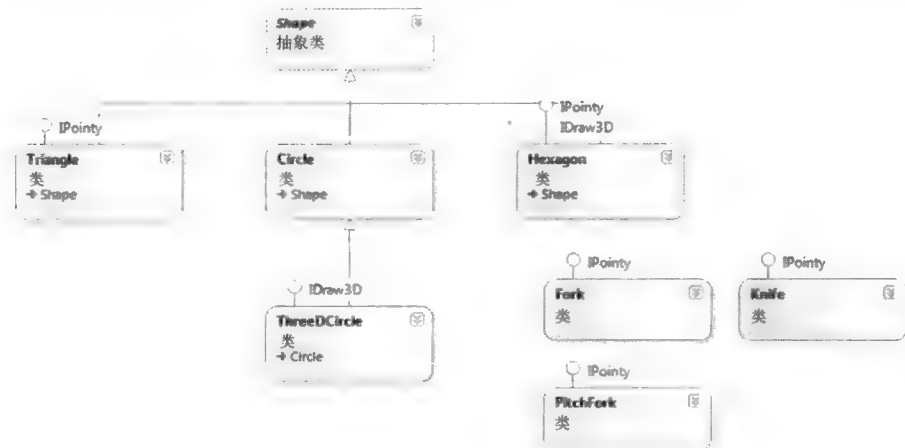 Shape
抽象类
IPointy
IPointy
IDraw3D
Triangle
类
→ Shape
Circle
类
→ Shape
Hexagon
类
→ Shape
IDraw3D
ThreeDCircle
类
→ Circle
IPointy
Fork
类
IPointy
Knife
类
IPointy
PitchFork
类